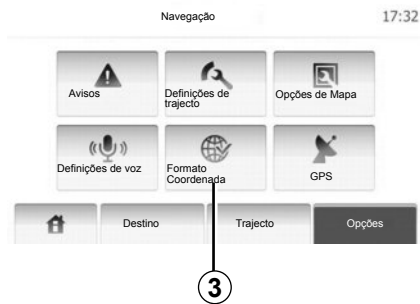 Navegação
17:32
Avisos
Definições de
trajecto
Opções de Mapa
Definições de voz
Formato
Coordenada
GPS
Destino
Trajecto
Opções
3